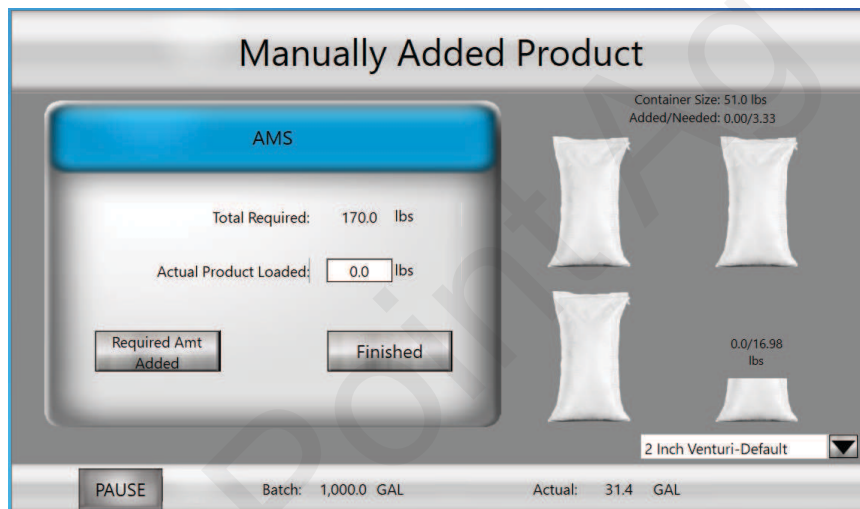 Manually Added Product
Container Size: 51.0 lbs
Added/Needed: 0.00/3.33
AMS
Total Required: 170.0 lbs
Actual Product Loaded: 0.0 lbs
Required Amt
Added
Finished
0.0/16.98
lbs
2 Inch Venturi-Default
PAUSE
Batch: 1,000.0 GAL
Actual: 31.4 GAL
Point Ag